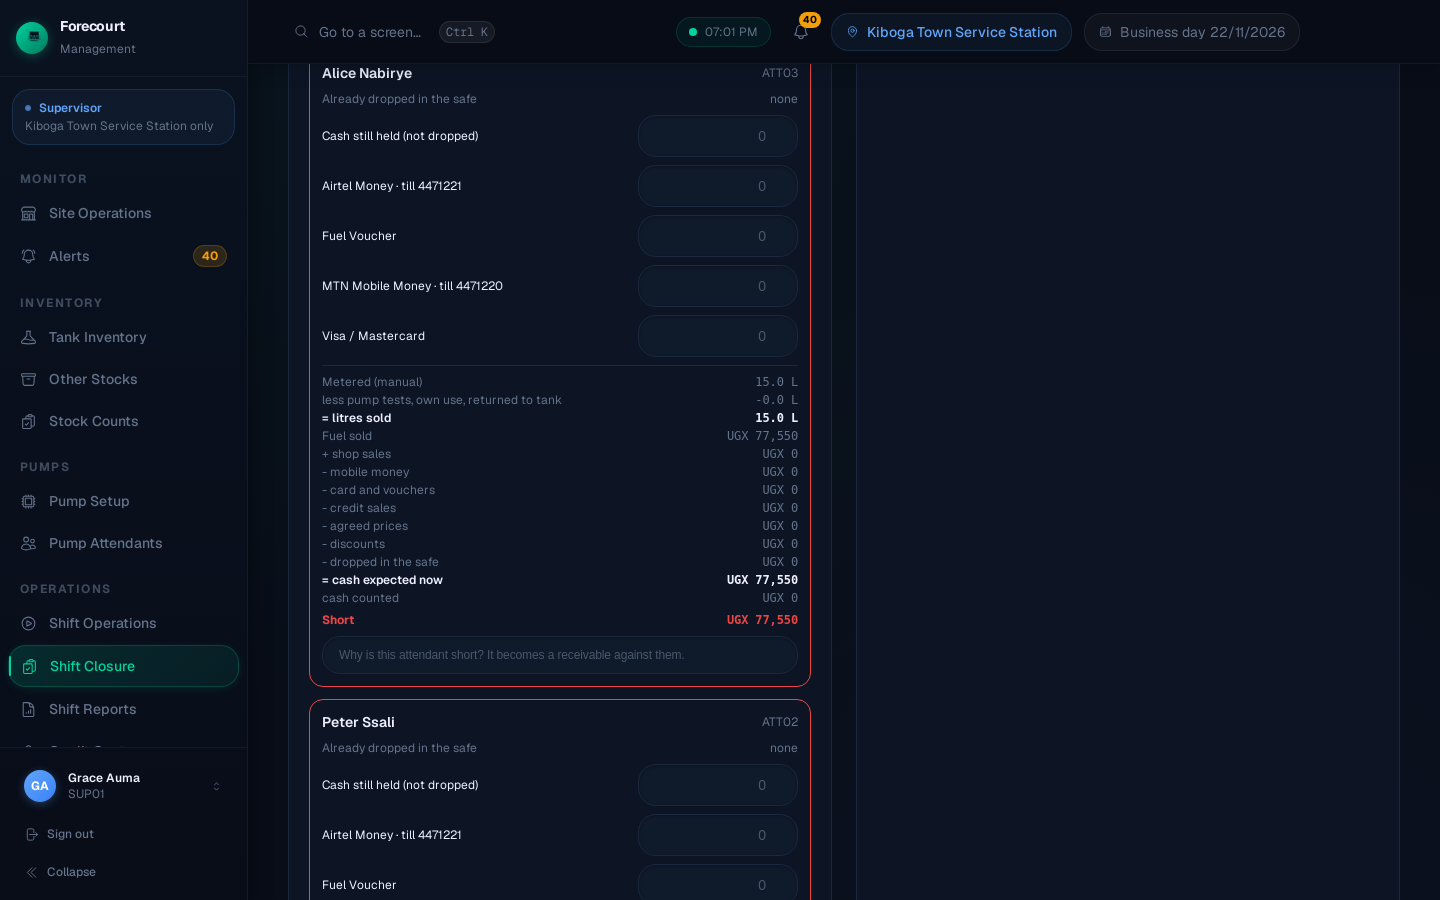 Forecourt
Management
Supervisor
Kiboga Town Service Station only
MONITOR
Site Operations
Alerts
40
INVENTORY
Tank Inventory
Other Stocks
Stock Counts
PUMPS
Pump Setup
Pump Attendants
OPERATIONS
Shift Operations
Shift Closure
Shift Reports
GA
Grace Auma
SUP01
Sign out
Collapse
Go to a screen...
Ctrl K
07:01 PM
40
Kiboga Town Service Station
Business day 22/11/2026
Alice Nabirye
ATT03
Already dropped in the safe
none
Cash still held (not dropped)
0
Airtel Money · till 4471221
0
Fuel Voucher
0
MTN Mobile Money · till 4471220
0
Visa / Mastercard
0
Metered (manual)
15.0 L
less pump tests, own use, returned to tank
-0.0 L
= litres sold
15.0 L
Fuel sold
UGX 77,550
+ shop sales
UGX 0
- mobile money
UGX 0
- card and vouchers
UGX 0
- credit sales
UGX 0
- agreed prices
UGX 0
- discounts
UGX 0
- dropped in the safe
UGX 0
= cash expected now
UGX 77,550
cash counted
UGX 0
Short
UGX 77,550
Why is this attendant short? It becomes a receivable against them.
Peter Ssali
ATT02
Already dropped in the safe
none
Cash still held (not dropped)
0
Airtel Money · till 4471221
0
Fuel Voucher
0